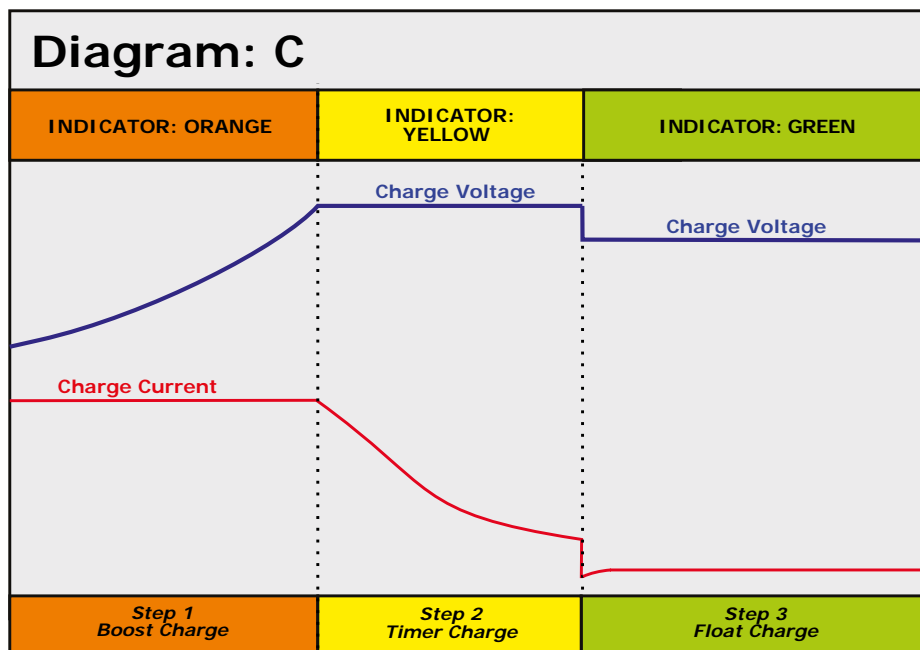 Diagram: C
INDICATOR: ORANGE
INDICATOR:
YELLOW
INDICATOR: GREEN
Charge Voltage
Charge Voltage
Charge Current
Step 1
Boost Charge
Step 2
Timer Charge
Step 3
Float Charge